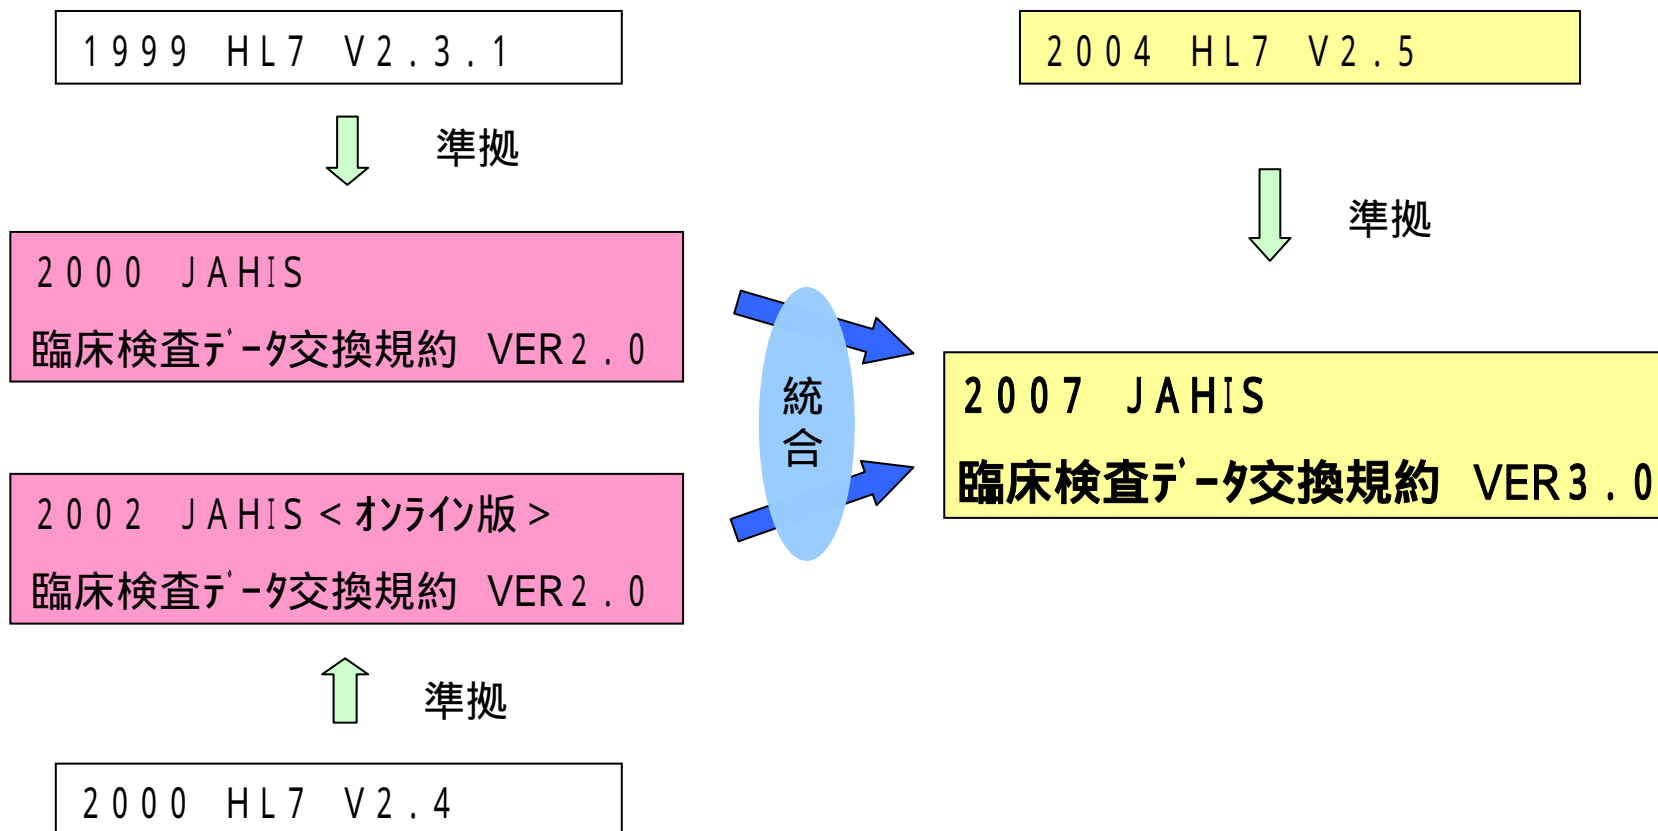 1999 HL7 V2.3.1
準拠
2000 JAHIS
臨床検査ﾃﾞｰﾀ交換規約 VER2.0
2002 JAHIS<ｵﾝﾗｲﾝ版>
臨床検査ﾃﾞｰﾀ交換規約 VER2.0
準拠
2000 HL7 V2.4
統
合
2004 HL7 V2.5
準拠
2007 JAHIS
臨床検査ﾃﾞｰﾀ交換規約 VER3.0